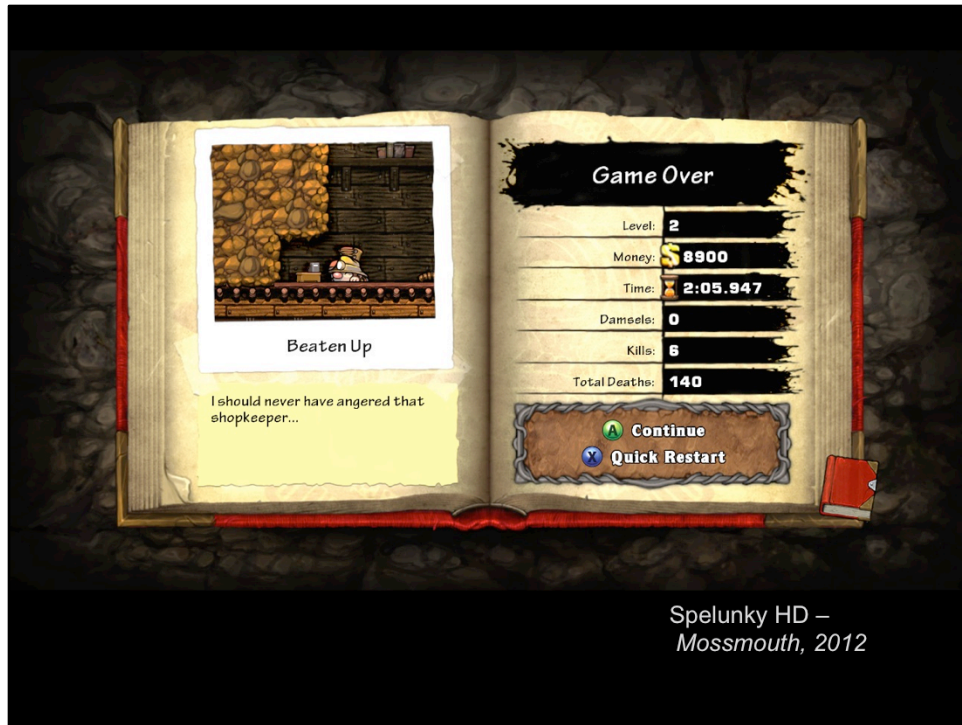 Beaten Up
I should never have angered that
shopkeeper...
Game Over
Level: 2
Money: $ 8900
Time: 2:05.947
Damsels: 0
Kills: 6
Total Deaths: 140
A Continue
X Quick Restart
Spelunky HD –
Mossmouth, 2012